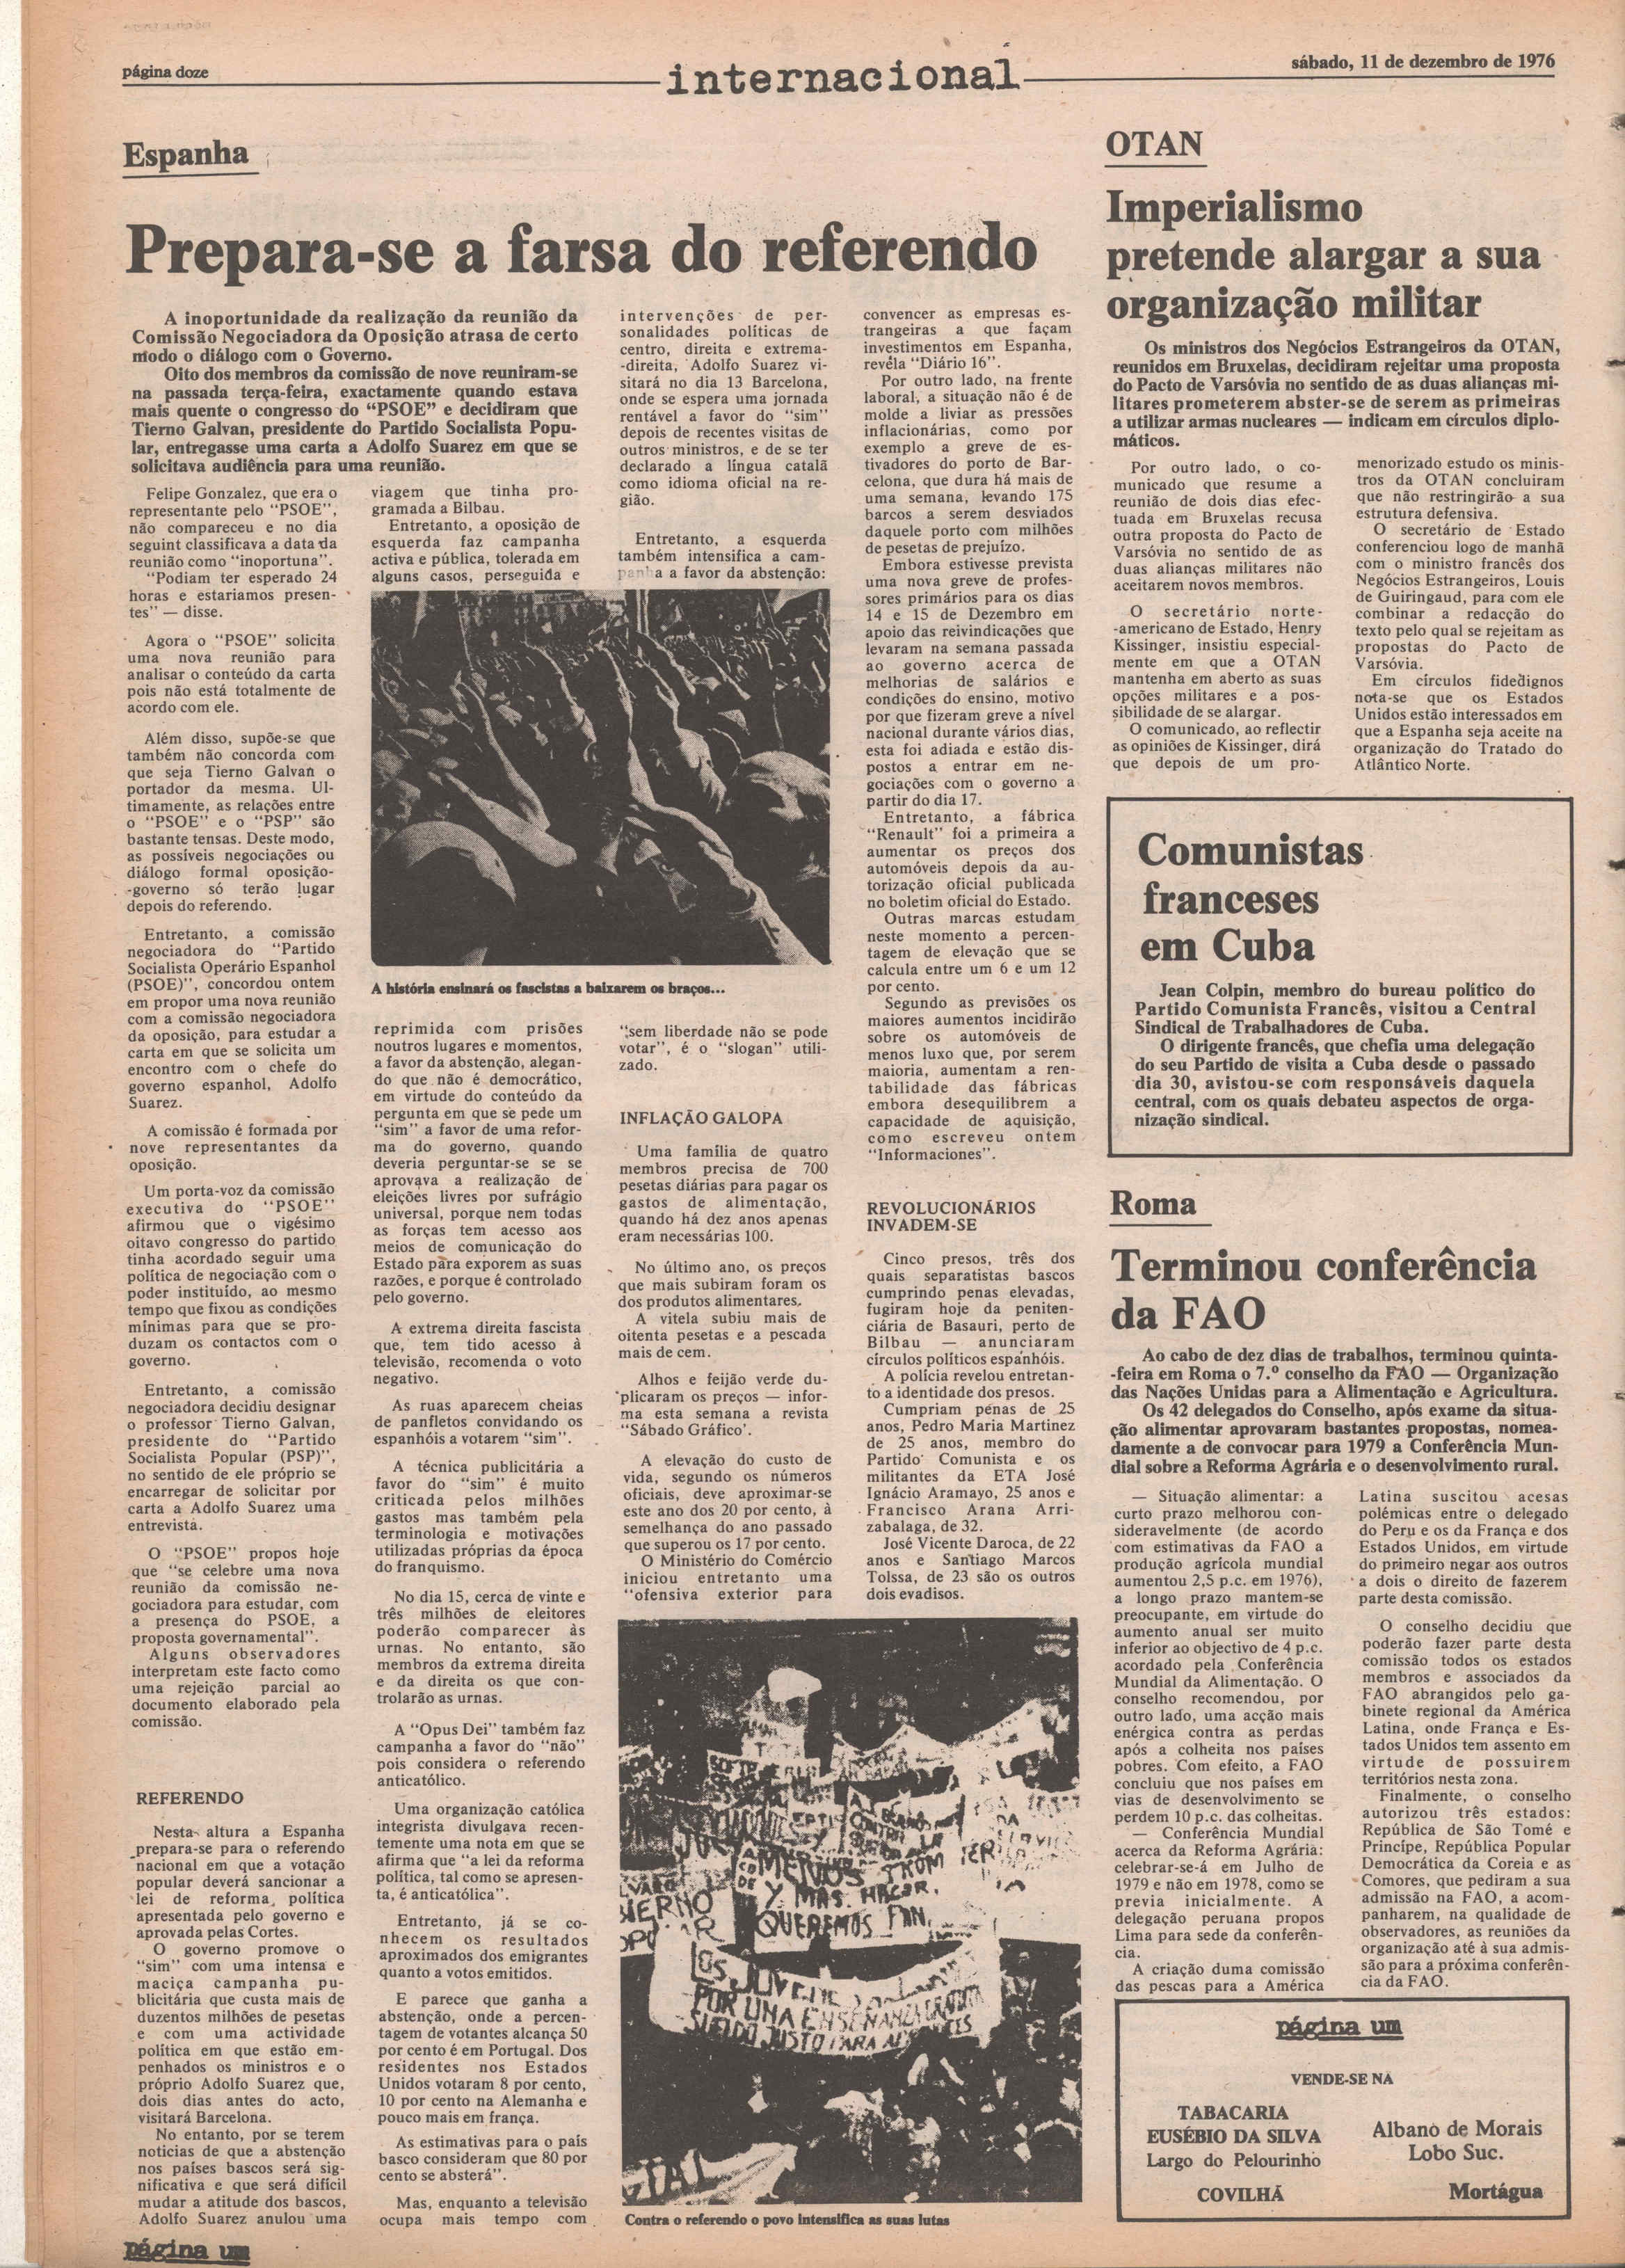 página doze
internacional
sábado, 11 de dezembro de 1976
Espanha
Prepara-se a farsa do referendo
A inoportunidade da realização da reunião da
Comissão Negociadora da Oposição atrasa de certo
modo o diálogo com o Governo.
Oito dos membros da comissão de nove reuniram-se
na passada terça-feira, exactamente quando estava
mais quente o congresso do "PSOE" e decidiram que
Tierno Galvan, presidente do Partido Socialista Popu-
lar, entregasse uma carta a Adolfo Suarez em que se
solicitava audiência para uma reunião.
Felipe Gonzalez, que era o
representante pelo "PSOE",
não compareceu e no dia
seguint classificava a data da
reunião como "inoportuna".
"Podiam ter esperado 24
horas e estariamos presen-
tes" — disse.
Agora o "PSOE" solicita
uma nova reunião para
analisar o conteúdo da carta
pois não está totalmente de
acordo com ele.
Além disso, supõe-se que
também não concorda com
que seja Tierno Galvan o
portador da mesma. Ul-
timamente, as relações entre
o "PSOE" e o "PSP" são
bastante tensas. Deste modo,
as possíveis negociações ou
diálogo formal oposição-
-governo só terão lugar
depois do referendo.
Entretanto, a comissão
negociadora do "Partido
Socialista Operário Espanhol
(PSOE)", concordou ontem
em propor uma nova reunião
com a comissão negociadora
da oposição, para estudar a
carta em que se solicita um
encontro com o chefe do
governo espanhol, Adolfo
Suarez.
A comissão é formada por
nove representantes da
oposição.
Um porta-voz da comissão
executiva do "PSOE"
afirmou que o vigésimo
oitavo congresso do partido
tinha acordado seguir uma
política de negociação com o
poder instituído, ao mesmo
tempo que fixou as condições
mínimas para que se pro-
duzam os contactos com o
governo.
Entretanto, a comissão
negociadora decidiu designar
o professor Tierno Galvan,
presidente do "Partido
Socialista Popular (PSP)",
no sentido de ele próprio se
encarregar de solicitar por
carta a Adolfo Suarez uma
entrevista.
O "PSOE" propos hoje
que "se celebre uma nova
reunião da comissão ne-
gociadora para estudar, com
a presença do PSOE, a
proposta governamental".
Alguns observadores
interpretam este facto como
uma rejeição parcial ao
documento elaborado pela
comissão.
REFERENDO
Nesta altura a Espanha
prepara-se para o referendo
nacional em que a votação
popular deverá sancionar a
lei de reforma política
apresentada pelo governo e
aprovada pelas Cortes.
O governo promove o
"sim" com uma intensa e
maciça campanha pu-
blicitária que custa mais de
duzentos milhões de pesetas
e com uma actividade
política em que estão em-
penhados os ministros e o
próprio Adolfo Suarez que,
dois dias antes do acto,
visitará Barcelona.
No entanto, por se terem
noticias de que a abstenção
nos países bascos será sig-
nificativa e que será difícil
mudar a atitude dos bascos,
Adolfo Suarez anulou uma
viagem que tinha pro-
gramada a Bilbau.
Entretanto, a oposição de
esquerda faz campanha
activa e pública, tolerada em
alguns casos, perseguida e
A história ensinará os fascistas a baixarem os braços...
reprimida com prisões
noutros lugares e momentos,
a favor da abstenção, alegan-
do que não é democrático,
em virtude do conteúdo da
pergunta em que se pede um
"sim" a favor de uma refor-
ma do governo, quando
deveria perguntar-se se se
aprovava a realização de
eleições livres por sufrágio
universal, porque nem todas
as forças tem acesso aos
meios de comunicação do
Estado para exporem as suas
razões, e porque é controlado
pelo governo.
A extrema direita fascista
que, tem tido acesso à
televisão, recomenda o voto
negativo.
As ruas aparecem cheias
de panfletos convidando os
espanhóis a votarem "sim".
A técnica publicitária a
favor do "sim" é muito
criticada pelos milhões
gastos mas também pela
terminologia e motivações
utilizadas próprias da época
do franquismo.
No dia 15, cerca de vinte e
três milhões de eleitores
poderão comparecer às
urnas. No entanto, são
membros da extrema direita
e da direita os que con-
trolarão as urnas.
A "Opus Dei" também faz
campanha a favor do "não"
pois considera o referendo
anticatólico.
Uma organização católica
integrista divulgava recen-
temente uma nota em que se
afirma que "a lei da reforma
política, tal como se apresen-
ta, é anticatólica".
Entretanto, já se co-
nhecem os resultados
aproximados dos emigrantes
quanto a votos emitidos.
E parece que ganha a
abstenção, onde a percen-
tagem de votantes alcança 50
por cento é em Portugal. Dos
residentes nos Estados
Unidos votaram 8 por cento,
10 por cento na Alemanha e
pouco mais em frança.
As estimativas para o país
basco consideram que 80 por
cento se absterá".
Mas, enquanto a televisão
ocupa mais tempo com
intervenções de per-
sonalidades políticas de
centro, direita e extrema-
-direita, Adolfo Suarez vi-
sitará no dia 13 Barcelona,
onde se espera uma jornada
rentável a favor do "sim"
depois de recentes visitas de
outros ministros, e de se ter
declarado a língua catalã
como idioma oficial na re-
gião.
Entretanto, a esquerda
também intensifica a cam-
panha a favor da abstenção:
"sem liberdade não se pode
votar", é o "slogan" utili-
zado.
INFLAÇÃO GALOPA
Uma família de quatro
membros precisa de 700
pesetas diárias para pagar os
gastos de alimentação,
quando há dez anos apenas
eram necessárias 100.
No último ano, os preços
que mais subiram foram os
dos produtos alimentares.
A vitela subiu mais de
oitenta pesetas e a pescada
mais de cem.
Alhos e feijão verde du-
plicaram os preços — infor-
ma esta semana a revista
"Sábado Gráfico'.
A elevação do custo de
vida, segundo os números
oficiais, deve aproximar-se
este ano dos 20 por cento, à
semelhança do ano passado
que superou os 17 por cento.
O Ministério do Comércio
iniciou entretanto uma
"ofensiva exterior para
convencer as empresas es-
trangeiras a que façam
investimentos em Espanha,
revéla "Diário 16".
Por outro lado, na frente
laboral, a situação não é de
molde a liviar as pressões
inflacionárias, como por
exemplo a greve de es-
tivadores do porto de Bar-
celona, que dura há mais de
uma semana, levando 175
barcos a serem desviados
daquele porto com milhões
de pesetas de prejuízo.
Embora estivesse prevista
uma nova greve de profes-
sores primários para os dias
14 e 15 de Dezembro em
apoio das reivindicações que
levaram na semana passada
ao governo acerca de
melhorias de salários e
condições do ensino, motivo
por que fizeram greve a nível
nacional durante vários dias,
esta foi adiada e estão dis-
postos a entrar em ne-
gociações com o governo a
partir do dia 17.
Entretanto, a fábrica
"Renault" foi a primeira a
aumentar os preços dos
automóveis depois da au-
torização oficial publicada
no boletim oficial do Estado.
Outras marcas estudam
neste momento a percen-
tagem de elevação que se
calcula entre um 6 e um 12
por cento.
Segundo as previsões os
maiores aumentos incidirão
sobre os automóveis de
menos luxo que, por serem
maioria, aumentam a ren-
tabilidade das fábricas
embora desequilibrem a
capacidade de aquisição,
como escreveu ontem
"Informaciones".
REVOLUCIONÁRIOS
INVADEM-SE
Cinco presos, três dos
quais separatistas bascos
cumprindo penas elevadas,
fugiram hoje da peniten-
ciária de Basauri, perto de
Bilbau — anunciaram
círculos políticos espanhóis.
A polícia revelou entretan-
to a identidade dos presos.
Cumpriam penas de 25
anos, Pedro Maria Martinez
de 25 anos, membro do
Partido Comunista e os
militantes da ETA José
Ignácio Aramayo, 25 anos e
Francisco Arana Arri-
zabalaga, de 32.
José Vicente Daroca, de 22
anos e Santiago Marcos
Tolssa, de 23 são os outros
dois evadisos.
GOBIERNO
Y MAS HACER.
QUEREMOS PAN,
LOS JOVENES
POR UNA ENSEÑANZA GRATUITA
SUELDO JUSTO PARA
Contra o referendo o povo intensifica as suas lutas
OTAN
Imperialismo
pretende alargar a sua
organização militar
Os ministros dos Negócios Estrangeiros da OTAN,
reunidos em Bruxelas, decidiram rejeitar uma proposta
do Pacto de Varsóvia no sentido de as duas alianças mi-
litares prometerem abster-se de serem as primeiras
a utilizar armas nucleares — indicam em círculos diplo-
máticos.
Por outro lado, o co-
municado que resume a
reunião de dois dias efec-
tuada em Bruxelas recusa
outra proposta do Pacto de
Varsóvia no sentido de as
duas alianças militares não
aceitarem novos membros.
O secretário norte-
-americano de Estado, Henry
Kissinger, insistiu especial-
mente em que a OTAN
mantenha em aberto as suas
opções militares e a pos-
sibilidade de se alargar.
O comunicado, ao reflectir
as opiniões de Kissinger, dirá
que depois de um pro-
menorizado estudo os minis-
tros da OTAN concluiram
que não restringirão a sua
estrutura defensiva.
O secretário de Estado
conferenciou logo de manhã
com o ministro francês dos
Negócios Estrangeiros, Louis
de Guiringaud, para com ele
combinar a redacção do
texto pelo qual se rejeitam as
propostas do Pacto de
Varsóvia.
Em círculos fidedignos
nota-se que os Estados
Unidos estão interessados em
que a Espanha seja aceite na
organização do Tratado do
Atlântico Norte.
Comunistas
franceses
em Cuba
Jean Colpin, membro do bureau político do
Partido Comunista Francês, visitou a Central
Sindical de Trabalhadores de Cuba.
O dirigente francês, que chefia uma delegação
do seu Partido de visita a Cuba desde o passado
dia 30, avistou-se com responsáveis daquela
central, com os quais debateu aspectos de orga-
nização sindical.
Roma
Terminou conferência
da FAO
Ao cabo de dez dias de trabalhos, terminou quinta-
-feira em Roma o 7.º conselho da FAO — Organização
das Nações Unidas para a Alimentação e Agricultura.
Os 42 delegados do Conselho, após exame da situa-
ção alimentar aprovaram bastantes propostas, nomea-
damente a de convocar para 1979 a Conferência Mun-
dial sobre a Reforma Agrária e o desenvolvimento rural.
— Situação alimentar: a
curto prazo melhorou con-
sideravelmente (de acordo
com estimativas da FAO a
produção agrícola mundial
aumentou 2,5 p.c. em 1976),
a longo prazo mantem-se
preocupante, em virtude do
aumento anual ser muito
inferior ao objectivo de 4 p.c.
acordado pela Conferência
Mundial da Alimentação. O
conselho recomendou, por
outro lado, uma acção mais
enérgica contra as perdas
após a colheita nos países
pobres. Com efeito, a FAO
concluiu que nos países em
vias de desenvolvimento se
perdem 10 p.c. das colheitas.
— Conferência Mundial
acerca da Reforma Agrária:
celebrar-se-á em Julho de
1979 e não em 1978, como se
previa inicialmente. A
delegação peruana propos
Lima para sede da conferên-
cia.
A criação duma comissão
das pescas para a América
Latina suscitou acesas
polémicas entre o delegado
do Peru e os da França e dos
Estados Unidos, em virtude
do primeiro negar aos outros
a dois o direito de fazerem
parte desta comissão.
O conselho decidiu que
poderão fazer parte desta
comissão todos os estados
membros e associados da
FAO abrangidos pelo ga-
binete regional da América
Latina, onde França e Es-
tados Unidos tem assento em
virtude de possuirem
territórios nesta zona.
Finalmente, o conselho
autorizou três estados:
República de São Tomé e
Príncipe, República Popular
Democrática da Coreia e as
Comores, que pediram a sua
admissão na FAO, a acom-
panharem, na qualidade de
observadores, as reuniões da
organização até à sua admis-
são para a próxima conferên-
cia da FAO.
página um
VENDE-SE NA
TABACARIA
EUSÉBIO DA SILVA
Largo do Pelourinho
COVILHÃ
Albano de Morais
Lobo Suc.
Mortágua
página um